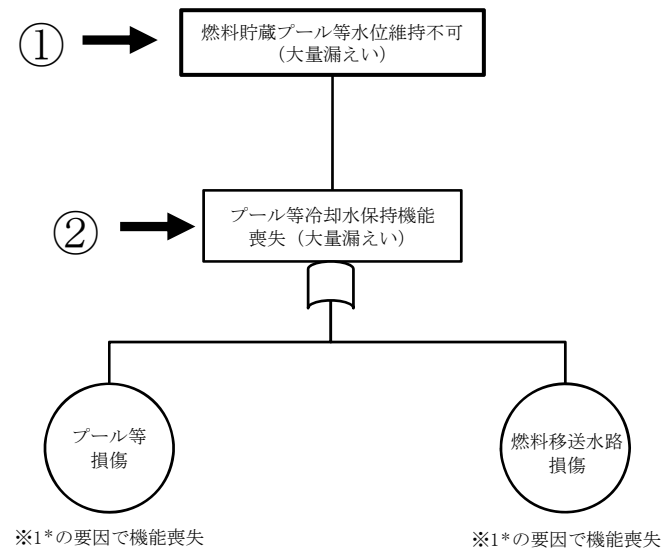 ①
燃料貯蔵プール等水位維持不可
（大量漏えい）
②
プール等冷却水保持機能
喪失（大量漏えい）
プール等
損傷
燃料移送水路
損傷
※1*の要因で機能喪失
※1*の要因で機能喪失